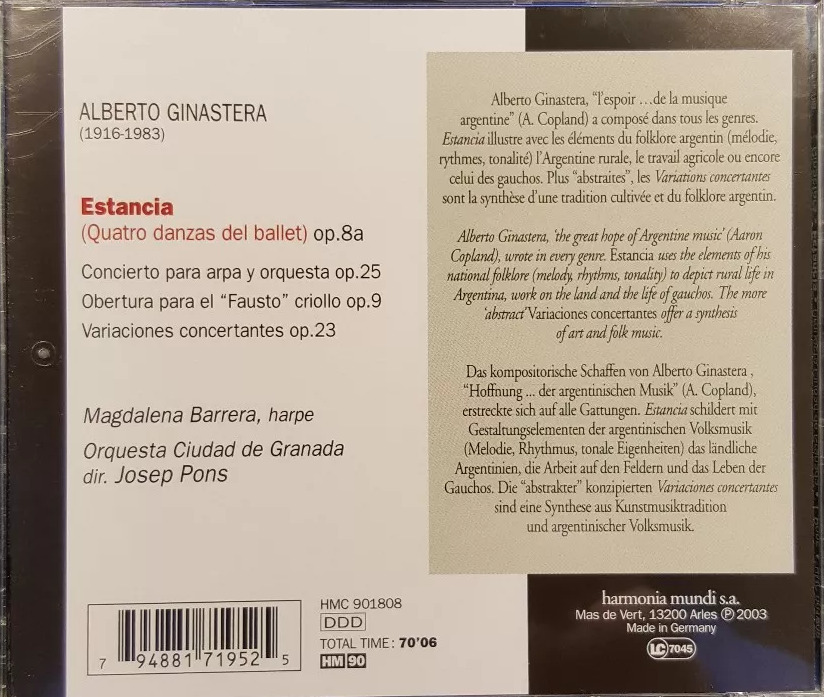 ALBERTO GINASTERA
(1916-1983)
Estancia
(Quatro danzas del ballet) op.8a
Concierto para arpa y orquesta op.25
Obertura para el “Fausto” criollo op.9
Variaciones concertantes op.23
Magdalena Barrera, harpe
Orquesta Ciudad de Granada
dir. Josep Pons
Alberto Ginastera, “l’espoir …de la musique
argentine” (A. Copland) a composé dans tous les genres.
Estancia illustre avec les éléments du folklore argentin (mélodie,
rythmes, tonalité) l’Argentine rurale, le travail agricole ou encore
celui des gauchos. Plus “abstraites”, les Variations concertantes
sont la synthèse d’une tradition cultivée et du folklore argentin.
Alberto Ginastera, ‘the great hope of Argentine music’ (Aaron
Copland), wrote in every genre. Estancia uses the elements of his
national folklore (melody, rhythms, tonality) to depict rural life in
Argentina, work on the land and the life of gauchos. The more
‘abstract’ Variaciones concertantes offer a synthesis
of art and folk music.
Das kompositorische Schaffen von Alberto Ginastera ,
“Hoffnung ... der argentinischen Musik” (A. Copland),
erstreckte sich auf alle Gattungen. Estancia schildert mit
Gestaltungselementen der argentinischen Volksmusik
(Melodie, Rhythmus, tonale Eigenheiten) das ländliche
Argentinien, die Arbeit auf den Feldern und das Leben der
Gauchos. Die “abstrakter” konzipierten Variaciones concertantes
sind eine Synthese aus Kunstmusiktradition
und argentinischer Volksmusik.
7 94881 71952 5
HMC 901808
DDD
TOTAL TIME : 70’06
HM 90
harmonia mundi s.a.
Mas de Vert, 13200 Arles ℗ 2003
Made in Germany
LC 7045